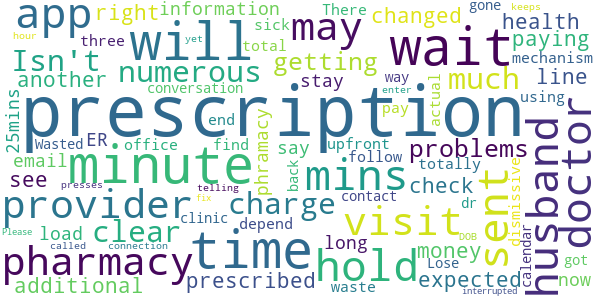 app
right
information
may
changed
gone
hour
yet
keeps
sick
There
three
total
will
wait
health
paying
Isn't
numerous
getting
another
conversation
stay
way
much
line
mechanism
actual
using
25mins
prescription
email
Wasted
ER
office
find
end
say
upfront
pay
problems
enter
minute
mins
phramacy
back
follow
totally
check
see
presses
telling
fix
contact
dr
dismissive
husband
doctor
provider
charge
visit
sent
clinic
load
clear
depend
long
money
DOB
calendar
got
now
Please
called
connection
time
hold
Lose
pharmacy
prescribed
waste
expected
additional
interrupted